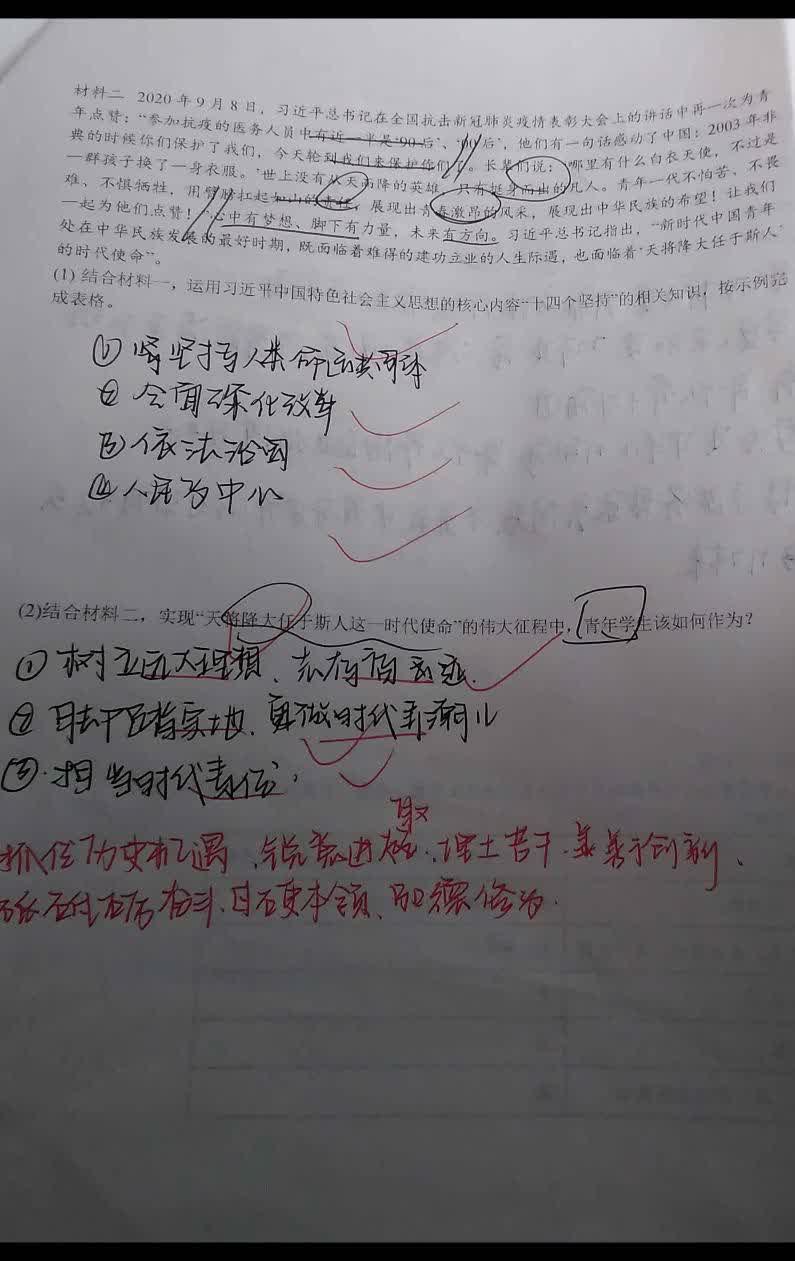 材料二 2020年9月8日，习近平总书记在全国抗击新冠肺炎疫情表彰大会上的讲话中再一次为青
年点赞：“参加抗疫的医务人员中有近一半是‘90后’、‘00后’，他们有一句话感动了中国：2003年非
典的时候你们保护了我们，今天轮到我们来保护你们了。长辈们说：‘哪里有什么白衣天使，不过是
一群孩子换了一身衣服。’世上没有从天而降的英雄，只有挺身而出的凡人。青年一代不怕苦、不畏
难、不惧牺牲，用臂膀扛起如山的责任，展现出青春激昂的风采，展现出中华民族的希望！让我们
一起为他们点赞！”心中有梦想、脚下有力量，未来有方向。习近平总书记指出，“新时代中国青年
处在中华民族发展的最好时期，既面临着难得的建功立业的人生际遇，也面临着‘天将降大任于斯人’
的时代使命”。
(1) 结合材料一，运用习近平中国特色社会主义思想的核心内容“十四个坚持”的相关知识，按示例完
成表格。
① 坚持人类命运共同体
② 全面深化改革
③ 依法治国
④ 人民为中心
(2)结合材料二，实现“天将降大任于斯人这一时代使命”的伟大征程中，青年学生该如何作为？
① 树立远大理想、志存高远.
② 脚踏实地.勇做时代弄潮儿
③ 担当时代责任，
取
抓住历史机遇、锐意进、埋土苦干.善于创新、
砥砺奋斗.石更本领、品德修为.